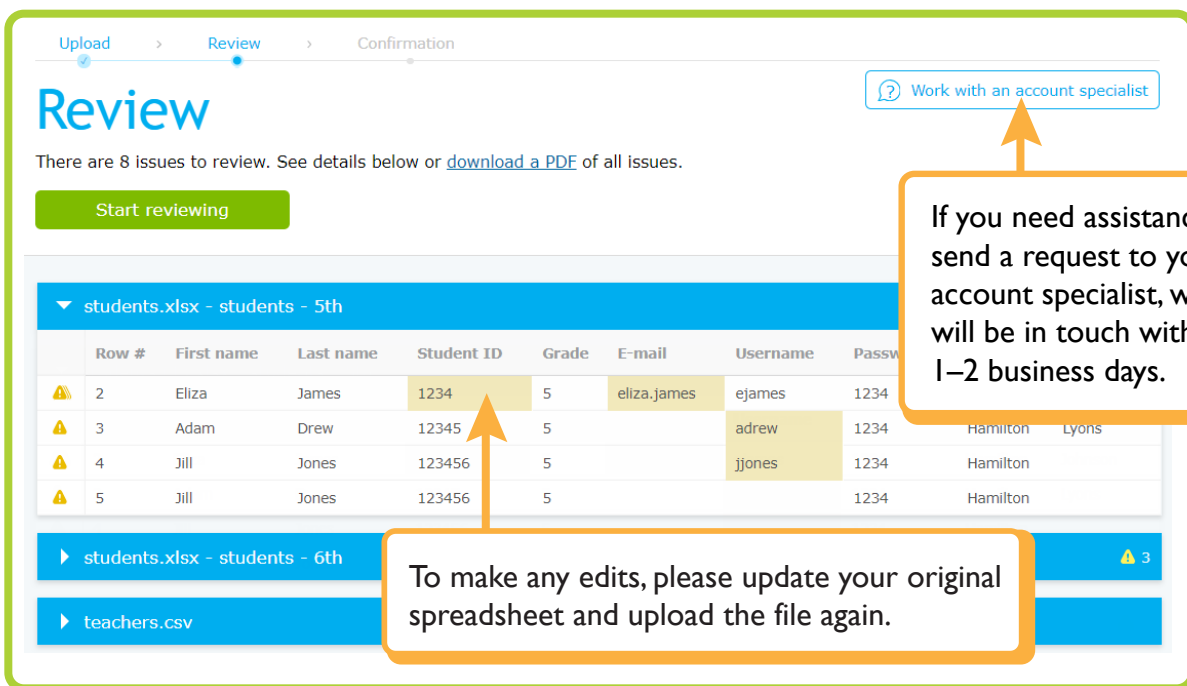 Upload > Review > Confirmation
Review
Work with an account specialist
There are 8 issues to review. See details below or download a PDF of all issues.
Start reviewing
If you need
send a request to
account specialist,
will be in touch
1–2 business days.
students.xlsx - students - 5th
Row # First name Last name Student ID Grade E-mail Username
2 Eliza James 1234 5 eliza.james ejames 1234
3 Adam Drew 12345 5 adrew 1234 Hamilton Lyons
4 Jill Jones 123456 5 jjones 1234 Hamilton
5 Jill Jones 123456 5 1234 Hamilton
students.xlsx - students - 6th 3
teachers.csv
To make any edits, please update your original
spreadsheet and upload the file again.